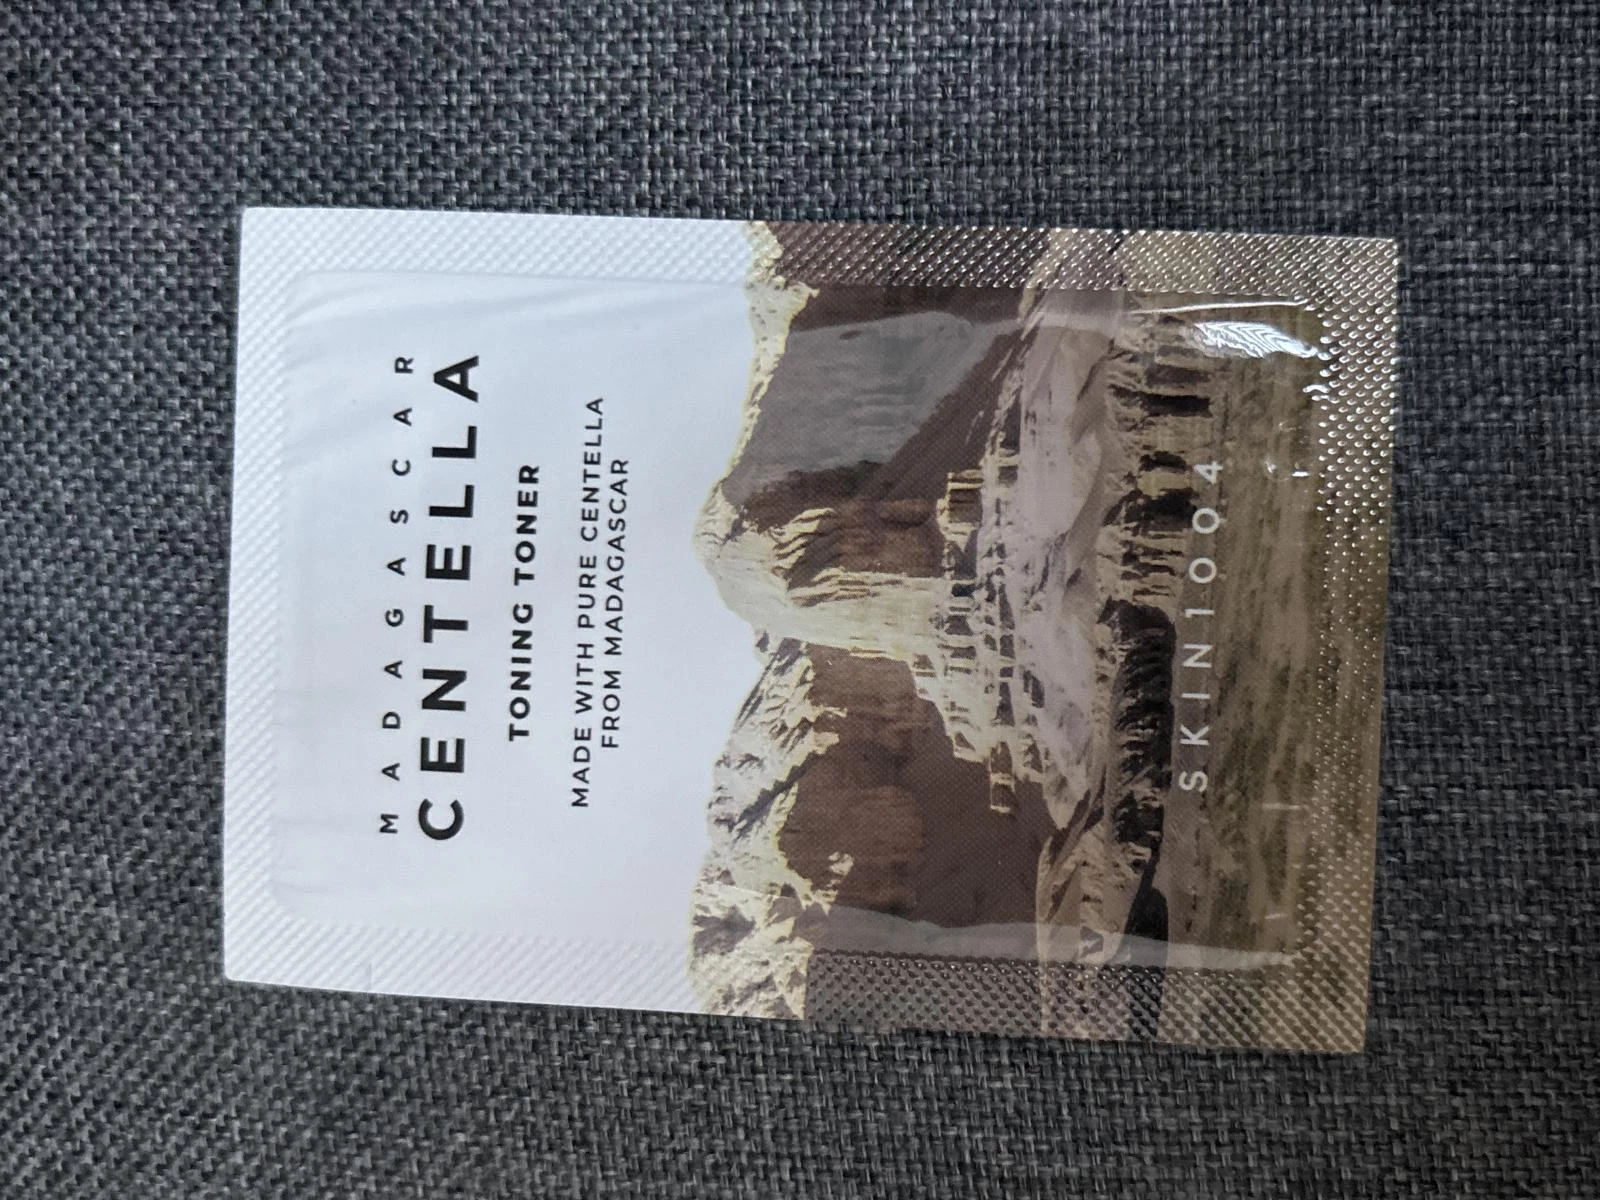 MADAGASCAR
CENTELLA
TONING TONER
MADE WITH PURE CENTELLA
FROM MADAGASCAR
SKIN1004